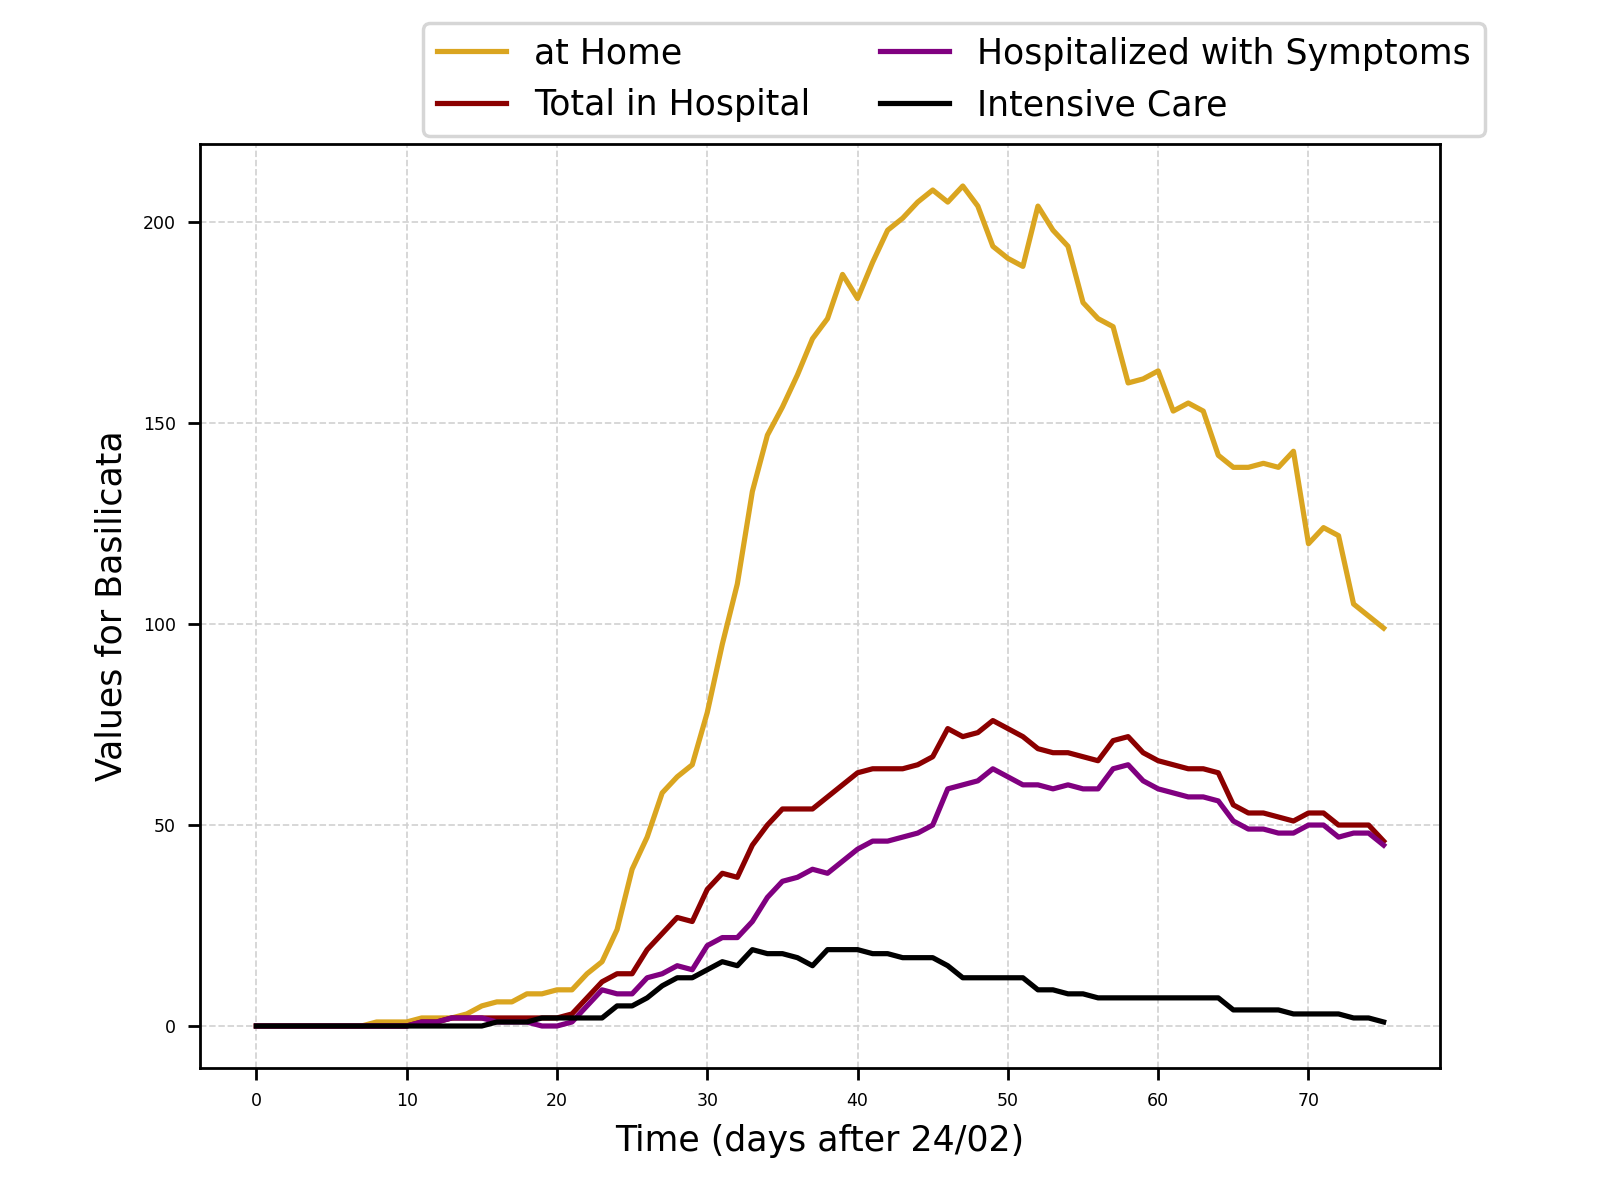 at Home
Total in Hospital
Hospitalized with Symptoms
Intensive Care
Values for Basilicata
200
150
100
50
0
0 10 20 30 40 50 60 70
Time (days after 24/02)